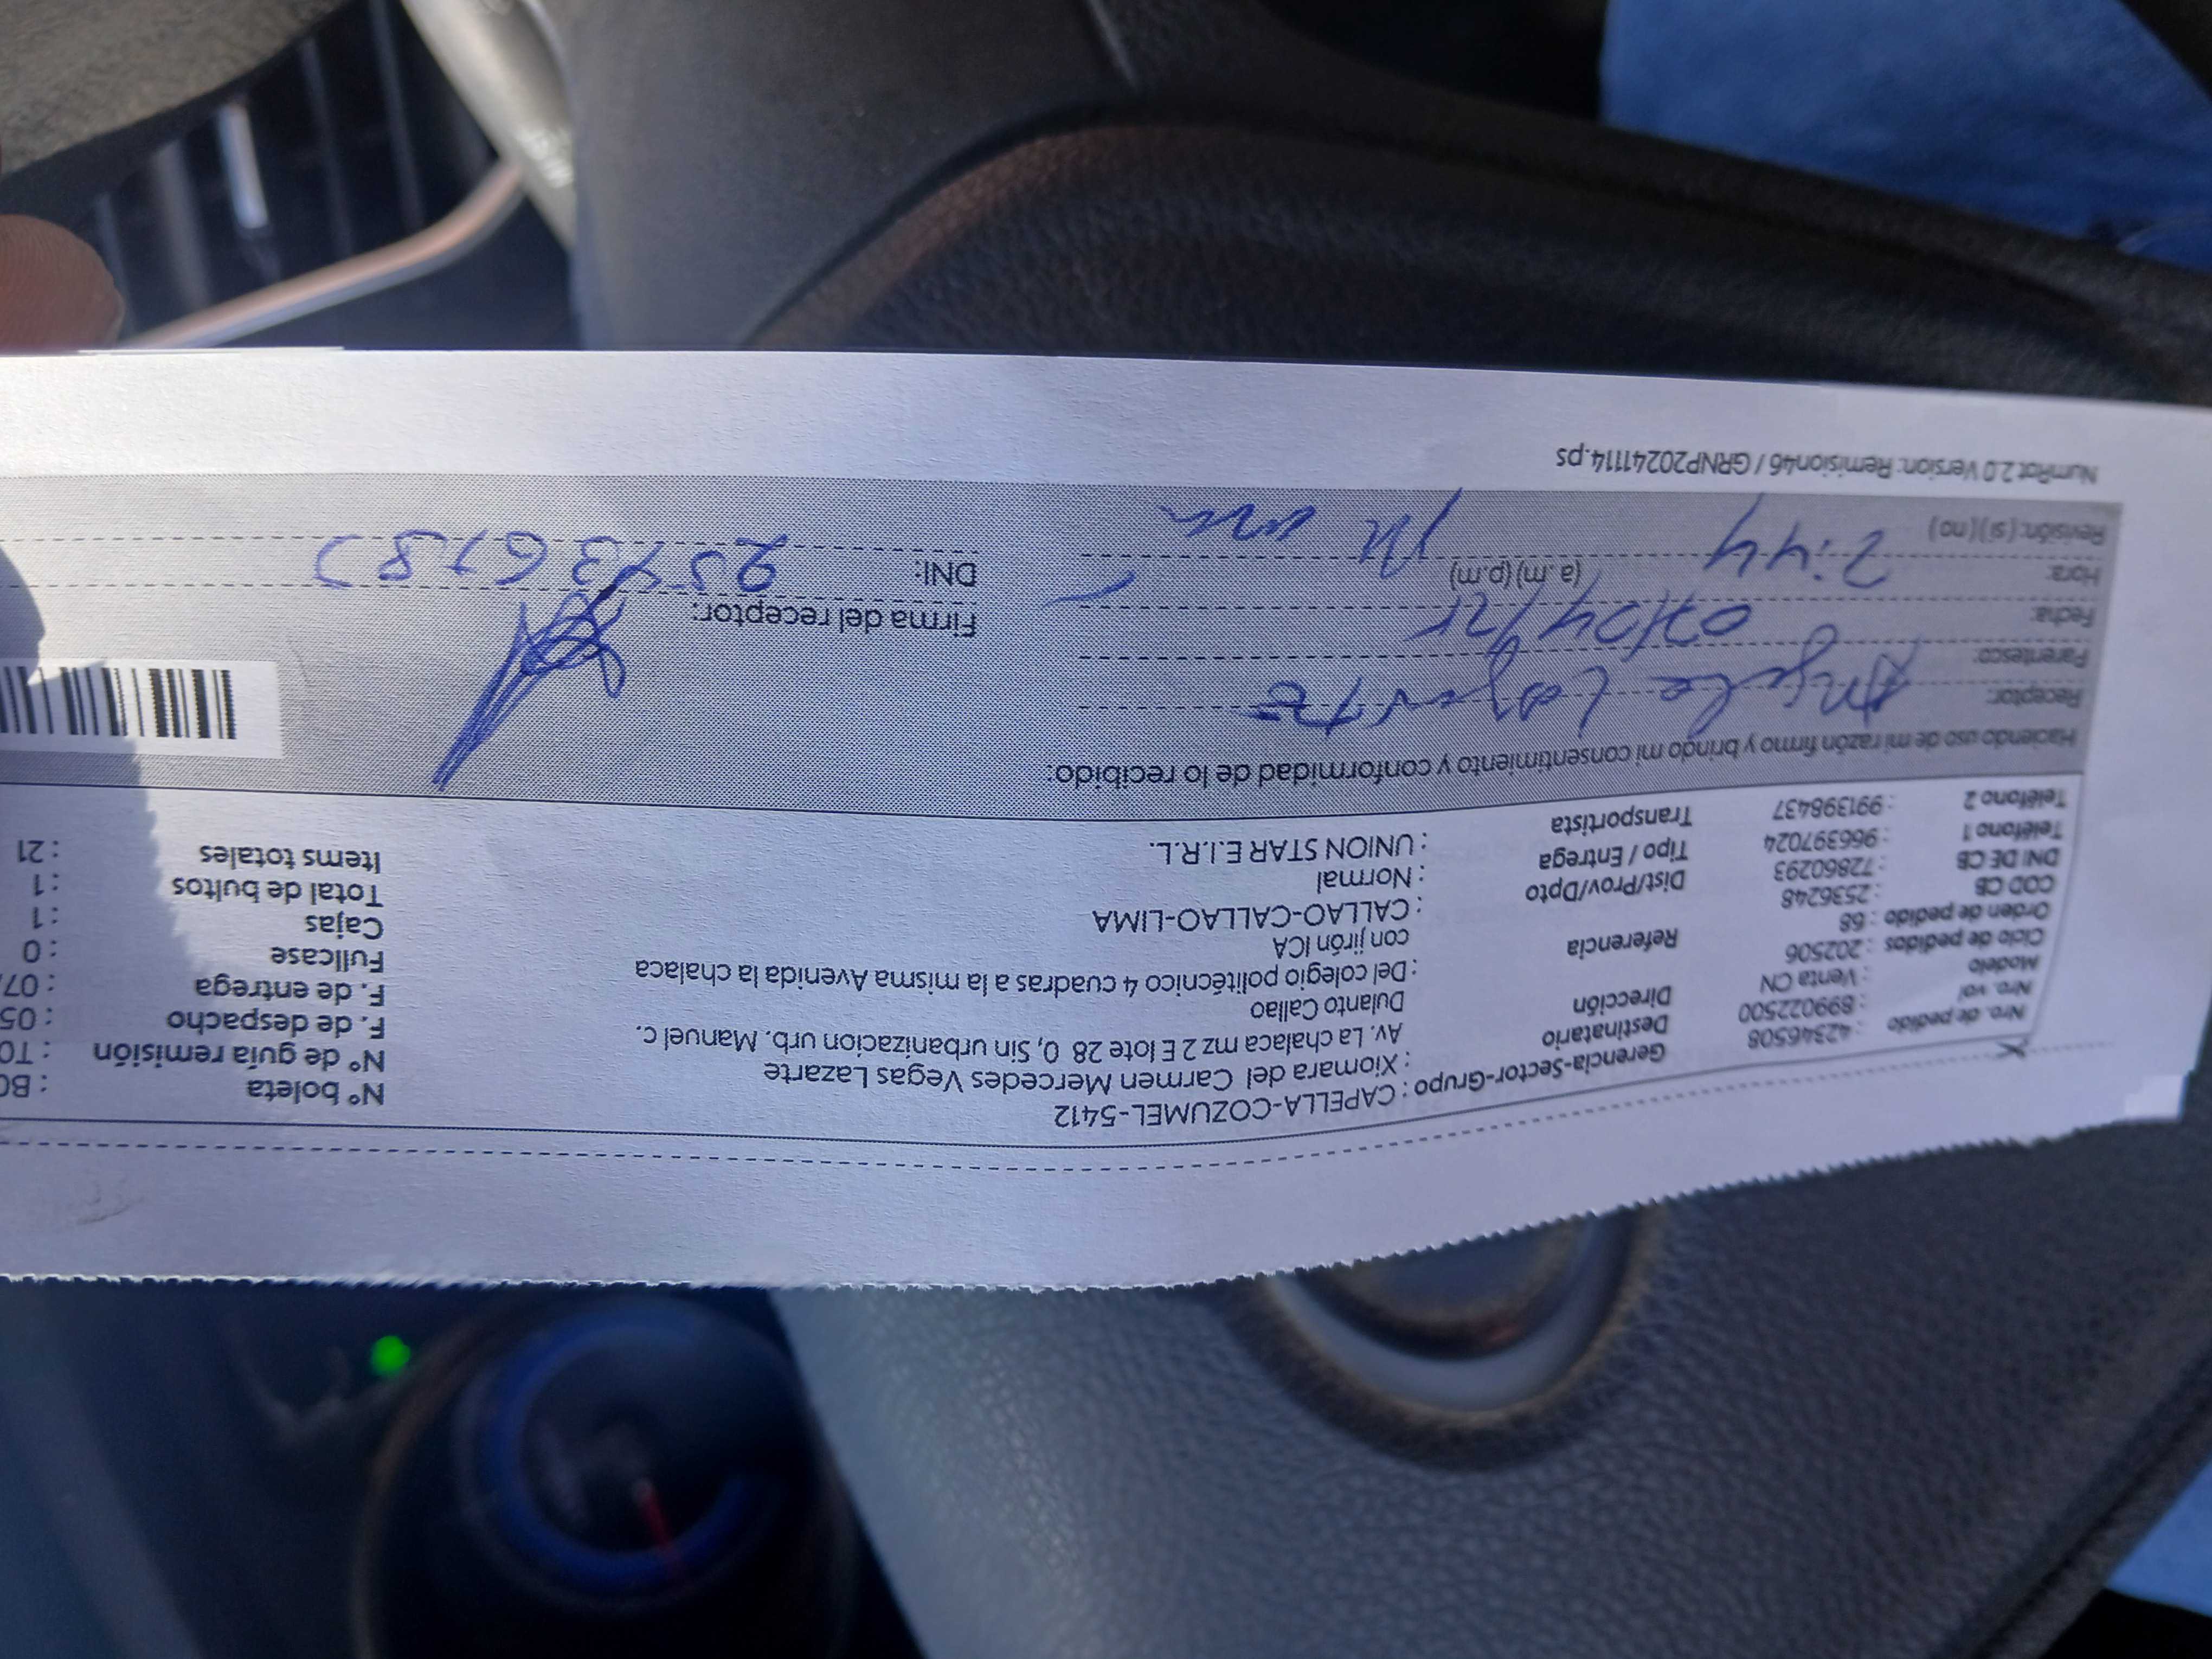 Gerencia-Sector-Grupo : CAPELLA-COZUMEL-5412
Nro. de pedido : 42346508
Nro. vol : 899022500
Modelo : Venta CN
Ciclo de pedidos : 202506
Orden de pedido : 68
COD CB : 2536248
DNI DE CB : 72860293
Teléfono 1 : 966397024
Teléfono 2 : 991398437
Destinatario : Xiomara del Carmen Mercedes Vegas Lazarte
Dirección Av. La chalaca mz 2 E lote 28 0, Sin urbanizacion urb. Manuel c.
Dulanto Callao
Referencia : Del colegio politécnico 4 cuadras a la misma Avenida la chalaca
con jirón ICA
Dist/Prov/Dpto : CALLAO-CALLAO-LIMA
Tipo / Entrega : Normal
Transportista : UNION STAR E.I.R.L.
N° boleta : B0
N° de guía remisión : T0
F. de despacho : 05
F. de entrega : 07/
Fullcase : 0
Cajas : 1
Total de bultos : 1
Items totales : 21
Haciendo uso de mi razón firmo y brindo mi consentimiento y conformidad de lo recibido:
Receptor:
Parentesco:
Fecha:
Hora: 2:44 (a.m) (p.m)
Revisión: (si) (no)
Firma del receptor:
DNI:
NumRot 2.0 Version: Remision46 / GRNP20241114.ps